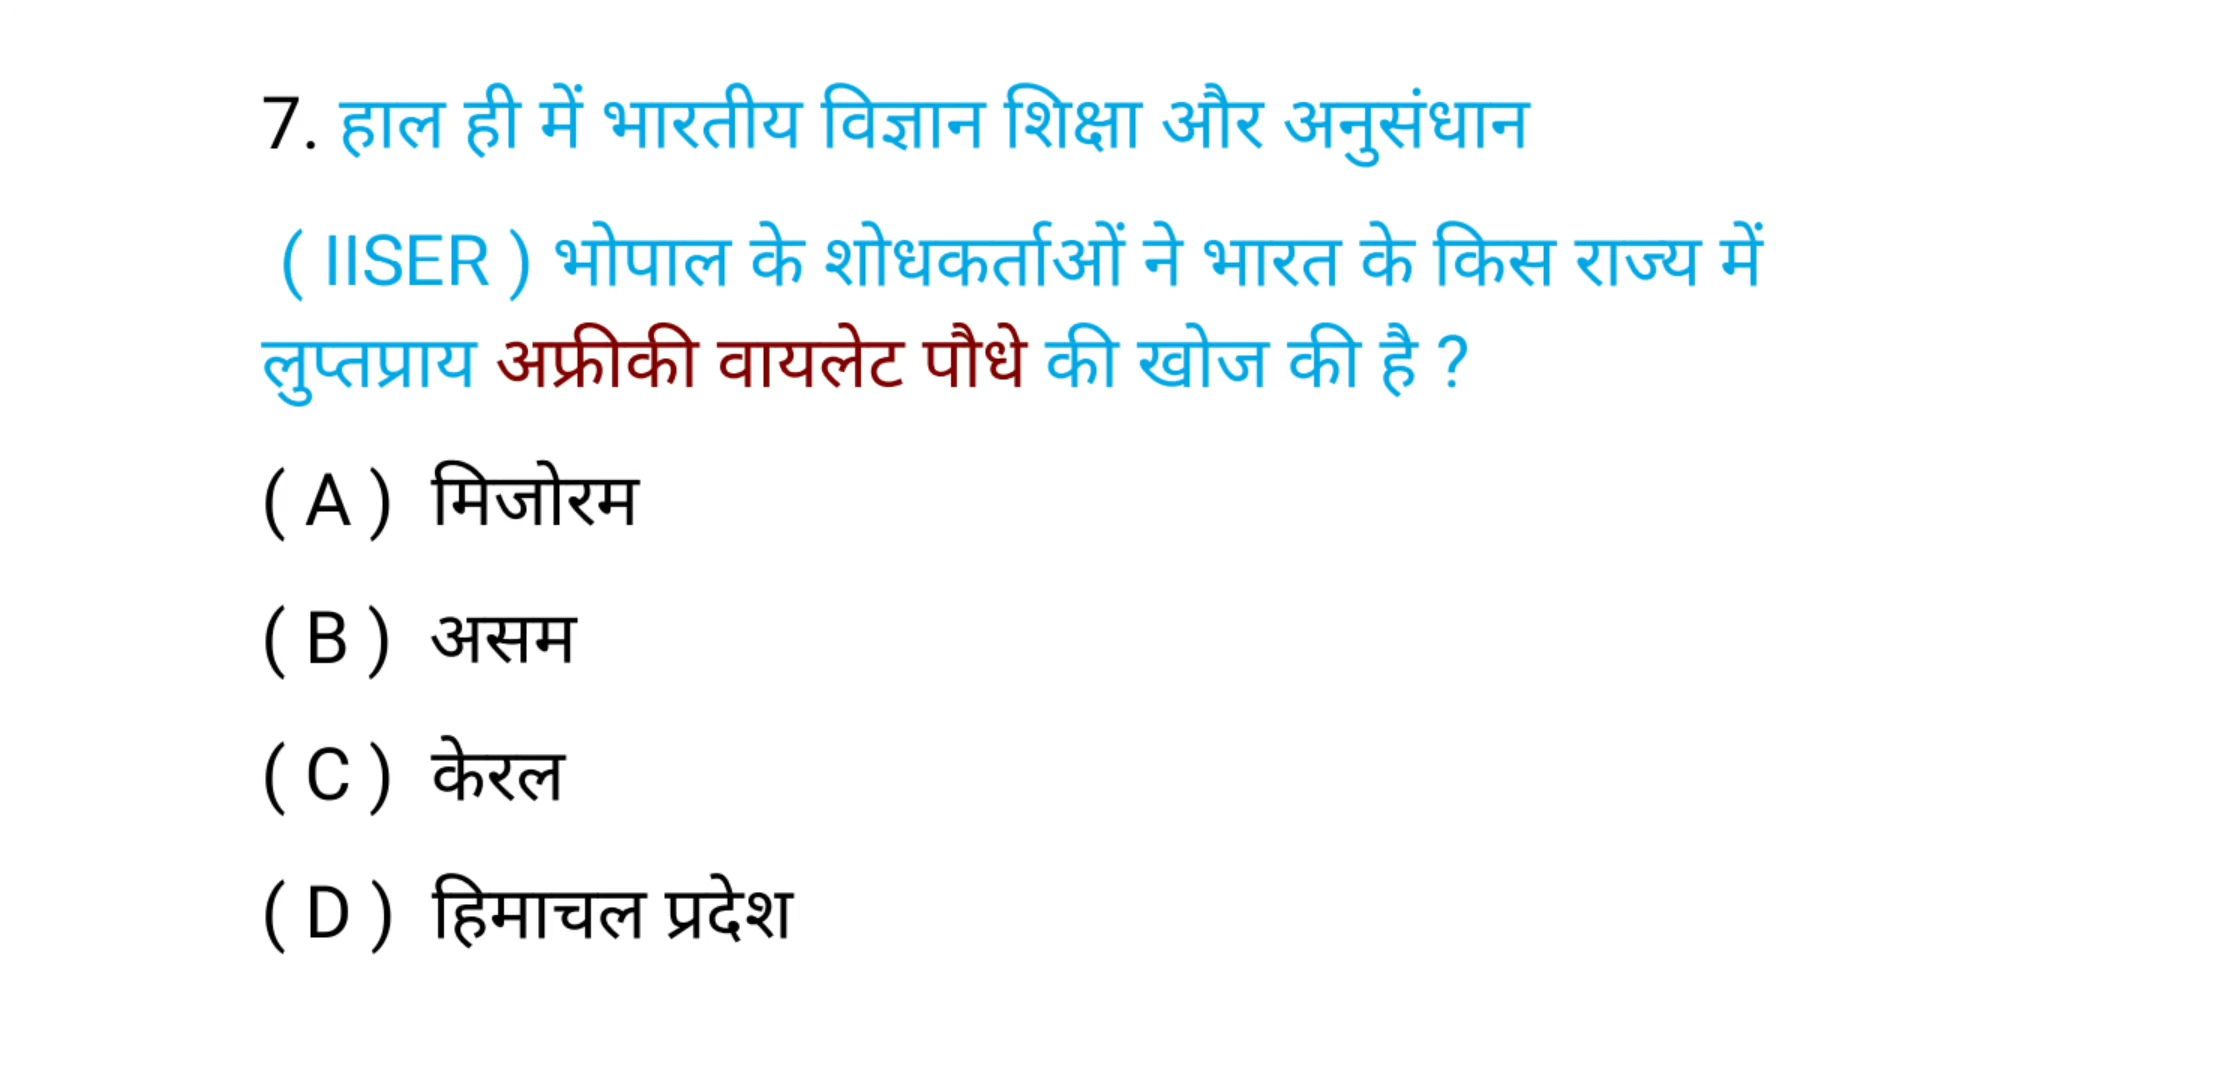 7. हाल ही में भारतीय विज्ञान शिक्षा और अनुसंधान
( IISER ) भोपाल के शोधकर्ताओं ने भारत के किस राज्य में
लुप्तप्राय अफ्रीकी वायलेट पौधे की खोज की है ?
( A ) मिजोरम
( B ) असम
( C ) केरल
( D ) हिमाचल प्रदेश